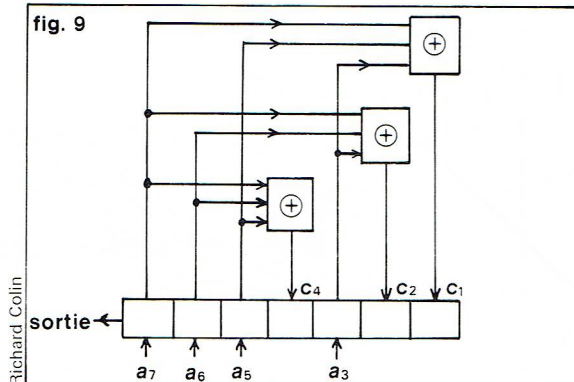 fig. 9
⊕
⊕
⊕
c4
c2
c1
sortie
a7
a6
a5
a3
Richard Colin